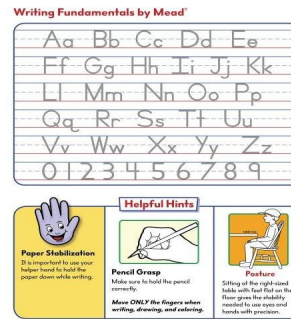 Writing Fundamentals by Mead®
Aa Bb Cc Dd Ee
Ff Gg Hh Ii Jj Kk
Ll Mm Nn Oo Pp
Qq Rr Ss Tt Uu
Vv Ww Xx Yy Zz
0 1 2 3 4 5 6 7 8 9
Helpful Hints
Paper Stabilization
It is important to use your
helper hand to hold the
paper down while writing.
Pencil Grasp
Make sure to hold the pencil
correctly.
Move ONLY the fingers when
writing, drawing, and coloring.
Posture
Sitting at the right-sized
table with feet flat on the
floor gives the stability
needed to use eyes and
hands with precision.